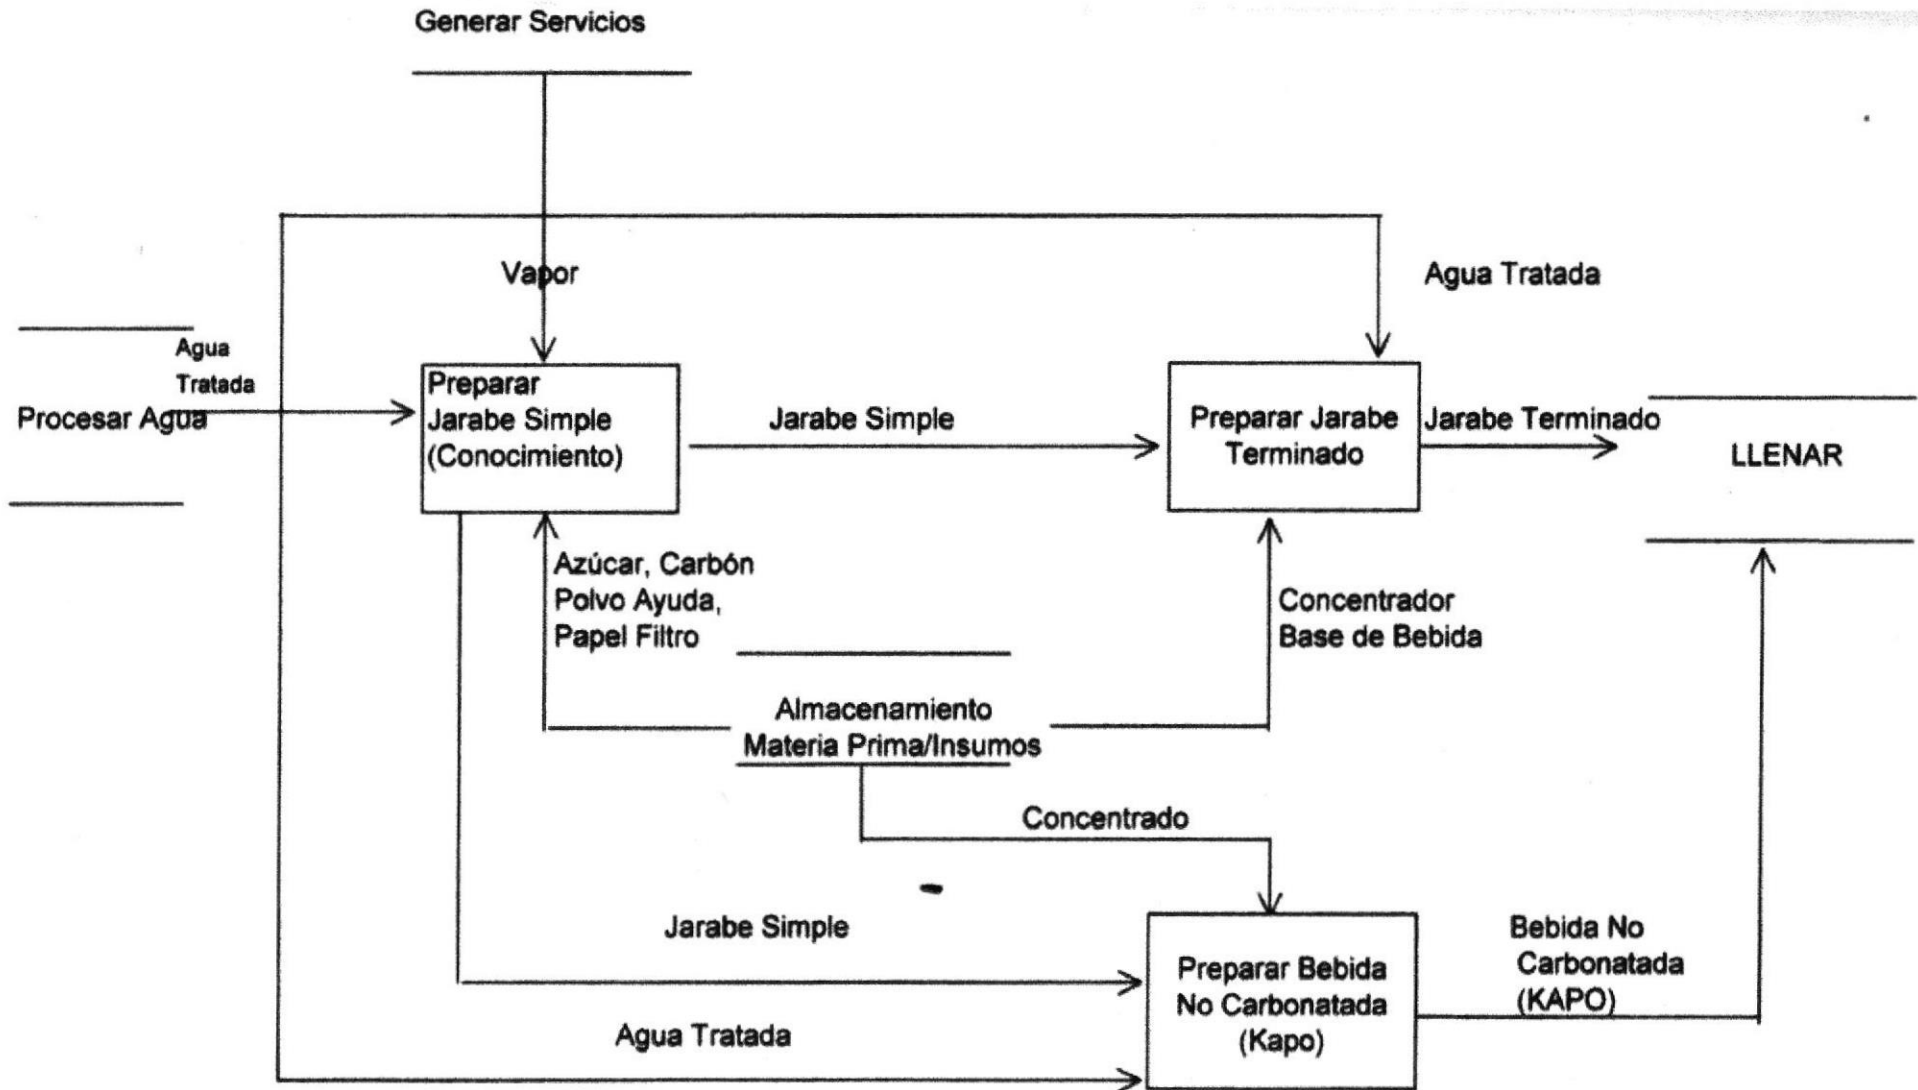 Generar Servicios
Vapor
Agua Tratada
Agua
Tratada
Procesar Agua
Preparar
Jarabe Simple
(Conocimiento)
Jarabe Simple
Preparar Jarabe
Terminado
Jarabe Terminado
LLENAR
Azúcar, Carbón
Polvo Ayuda,
Papel Filtro
Concentrador
Base de Bebida
Almacenamiento
Materia Prima/Insumos
Concentrado
Jarabe Simple
Preparar Bebida
No Carbonatada
(Kapo)
Bebida No
Carbonatada
(KAPO)
Agua Tratada